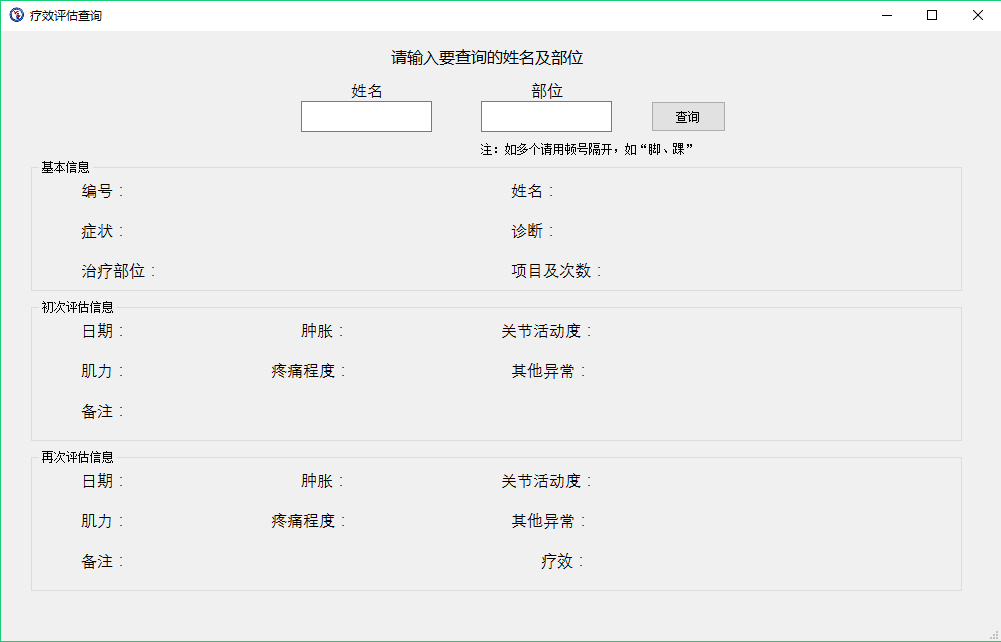 疗效评估查询
请输入要查询的姓名及部位
姓名 部位
查询
注：如多个请用顿号隔开，如“脚、踝”
基本信息
编号： 姓名：
症状： 诊断：
治疗部位： 项目及次数：
初次评估信息
日期： 肿胀： 关节活动度：
肌力： 疼痛程度： 其他异常：
备注：
再次评估信息
日期： 肿胀： 关节活动度：
肌力： 疼痛程度： 其他异常：
备注： 疗效：